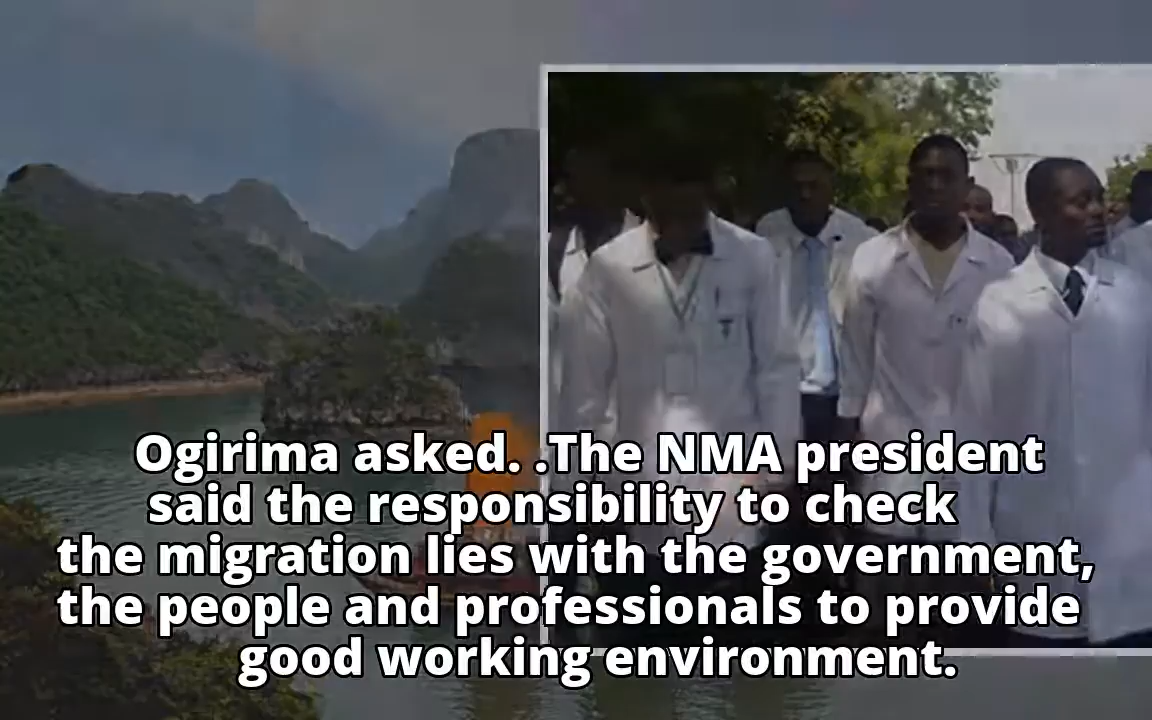 Ogirima asked. .The NMA president
said the responsibility to check
the migration lies with the government,
the people and professionals to provide
good working environment.